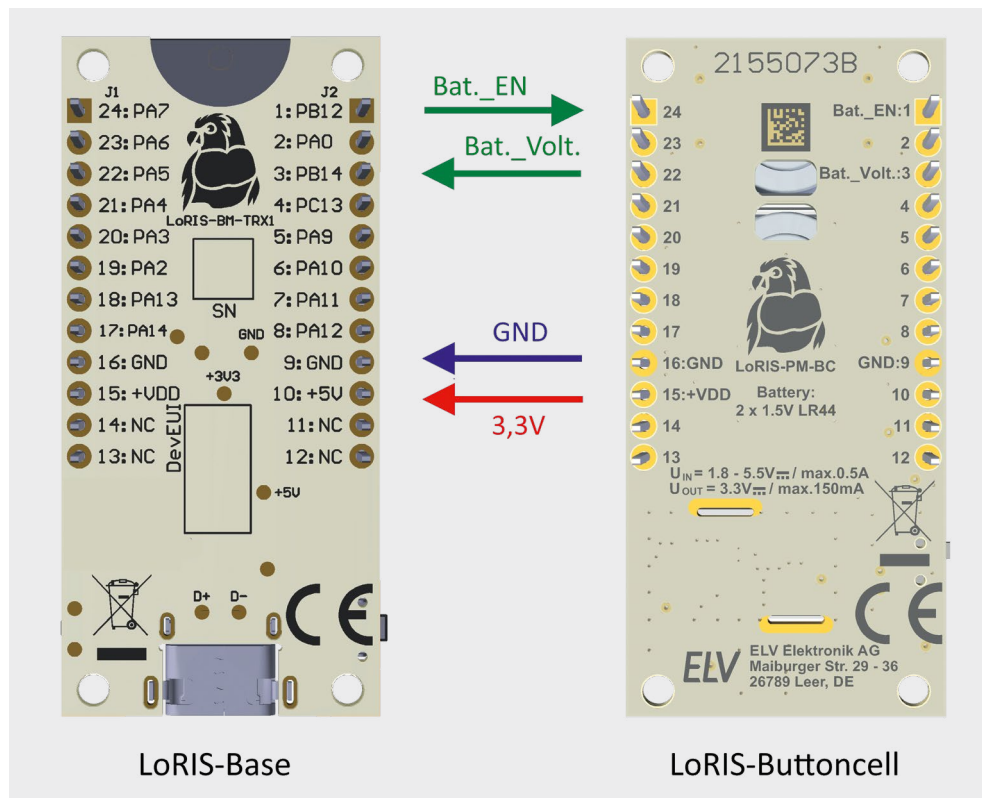 J1
J2
24:PA7
1:PB12
23:PA6
2:PA0
22:PA5
3:PB14
21:PA4
4:PC13
LoRIS-BM-TRX1
20:PA3
5:PA9
19:PA2
6:PA10
18:PA13
7:PA11
SN
17:PA14
GND
8:PA12
16:GND
9:GND
+3V3
15:+VDD
10:+5V
14:NC
11:NC
13:NC
12:NC
DevEUI
+5V
D+
D-
CE
LoRIS-Base
Bat._EN
Bat._Volt.
GND
3,3V
2155073B
24
Bat._EN:1
23
2
22
Bat._Volt.:3
21
4
20
5
19
6
18
7
17
8
16:GND
LoRIS-PM-BC
GND:9
15:+VDD
Battery:
10
2 x 1.5V LR44
14
11
13
12
UIN = 1.8 - 5.5V⎓/ max.0.5A
UOUT = 3.3V⎓/ max.150mA
CE
ELV
ELV Elektronik AG
Maiburger Str. 29 - 36
26789 Leer, DE
LoRIS-Buttoncell